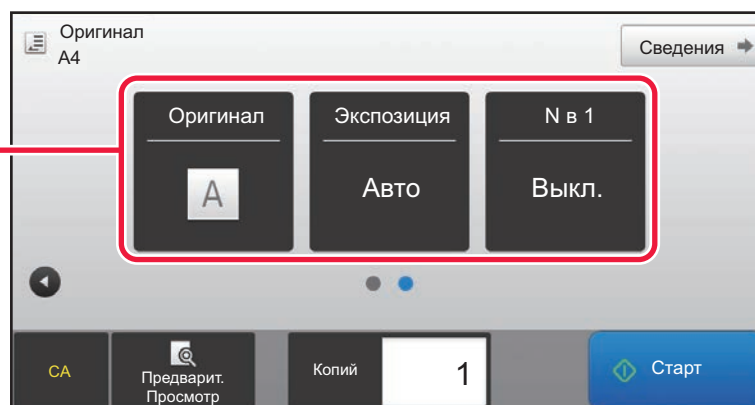 Оригинал
A4
Сведения
Оригинал
Экспозиция
N в 1
A
Авто
Выкл.
CA
Предварит.
Просмотр
Копий
1
Старт